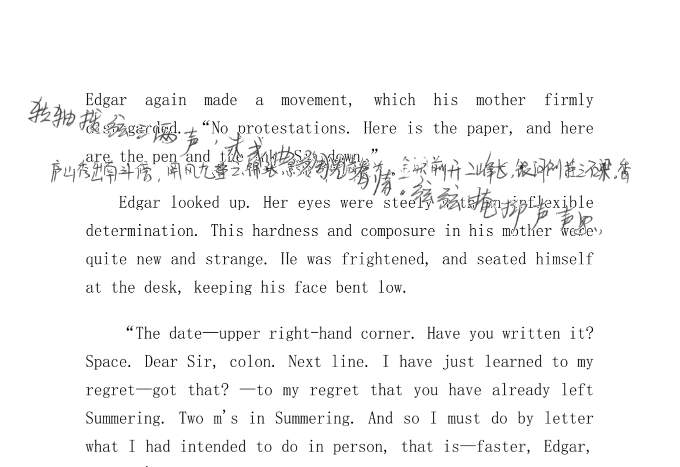 Edgar again made a movement, which his mother firmly
转轴拨弦三两声,未成曲
disregarded. “No protestations. Here is the paper, and here
are the pen and the ink. Sit down.”
庐山秀出南斗傍,屏风九叠云锦张,影落明湖青黛光。金阙前开二峰长,银河倒挂三石梁。香
情。弦弦掩抑声声思,
Edgar looked up. Her eyes were steely with an inflexible
determination. This hardness and composure in his mother were
quite new and strange. He was frightened, and seated himself
at the desk, keeping his face bent low.
“The date—upper right-hand corner. Have you written it?
Space. Dear Sir, colon. Next line. I have just learned to my
regret—got that? —to my regret that you have already left
Summering. Two m's in Summering. And so I must do by letter
what I had intended to do in person, that is—faster, Edgar,